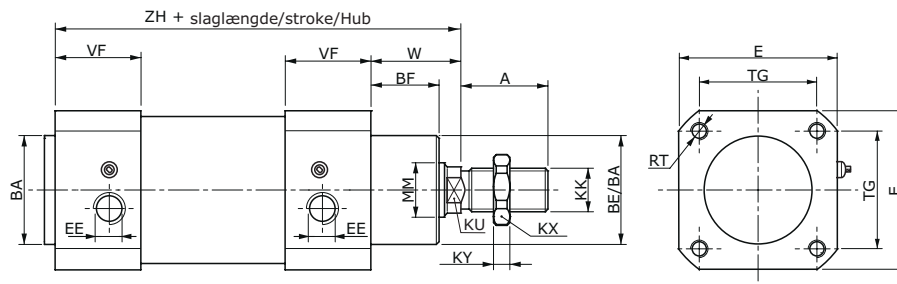 ZH + slaglængde/stroke/Hub
VF
VF
W
BF
A
BA
EE
EE
MM
KU
KY
KX
KK
BE/BA
E
TG
RT
TG
E